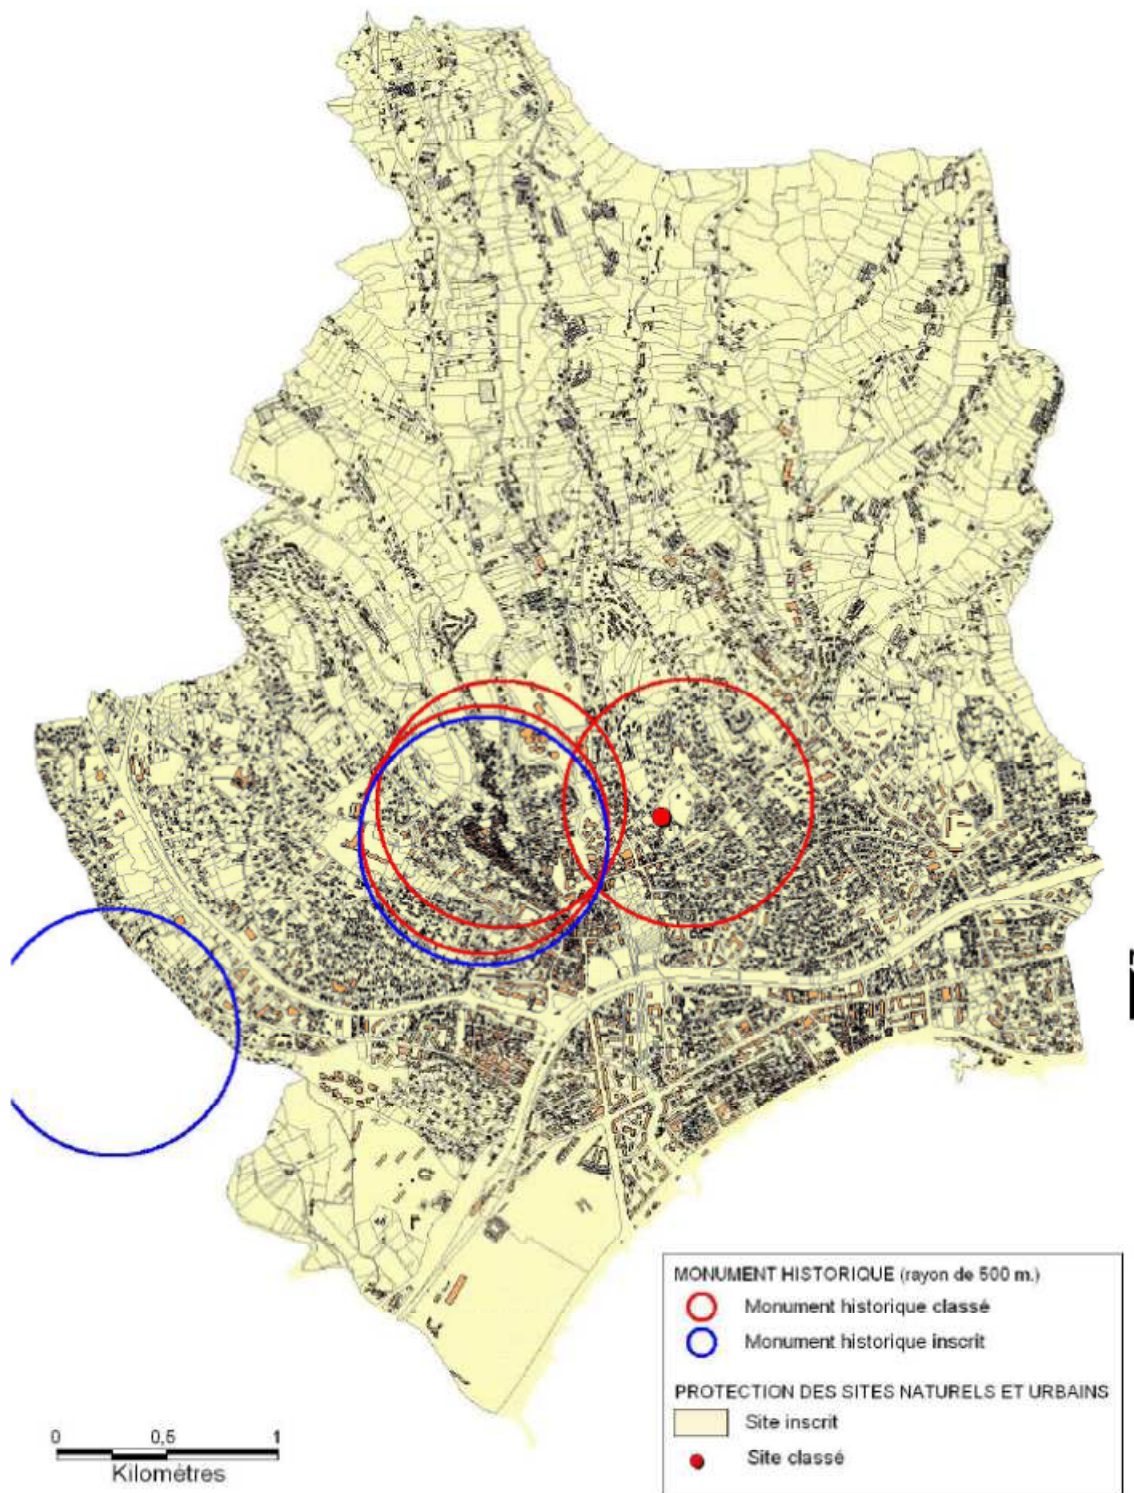 MONUMENT HISTORIQUE (rayon de 500 m.)
Monument historique classé
Monument historique inscrit
PROTECTION DES SITES NATURELS ET URBAINS
Site inscrit
Site classé
0 0,5 1
Kilomètres